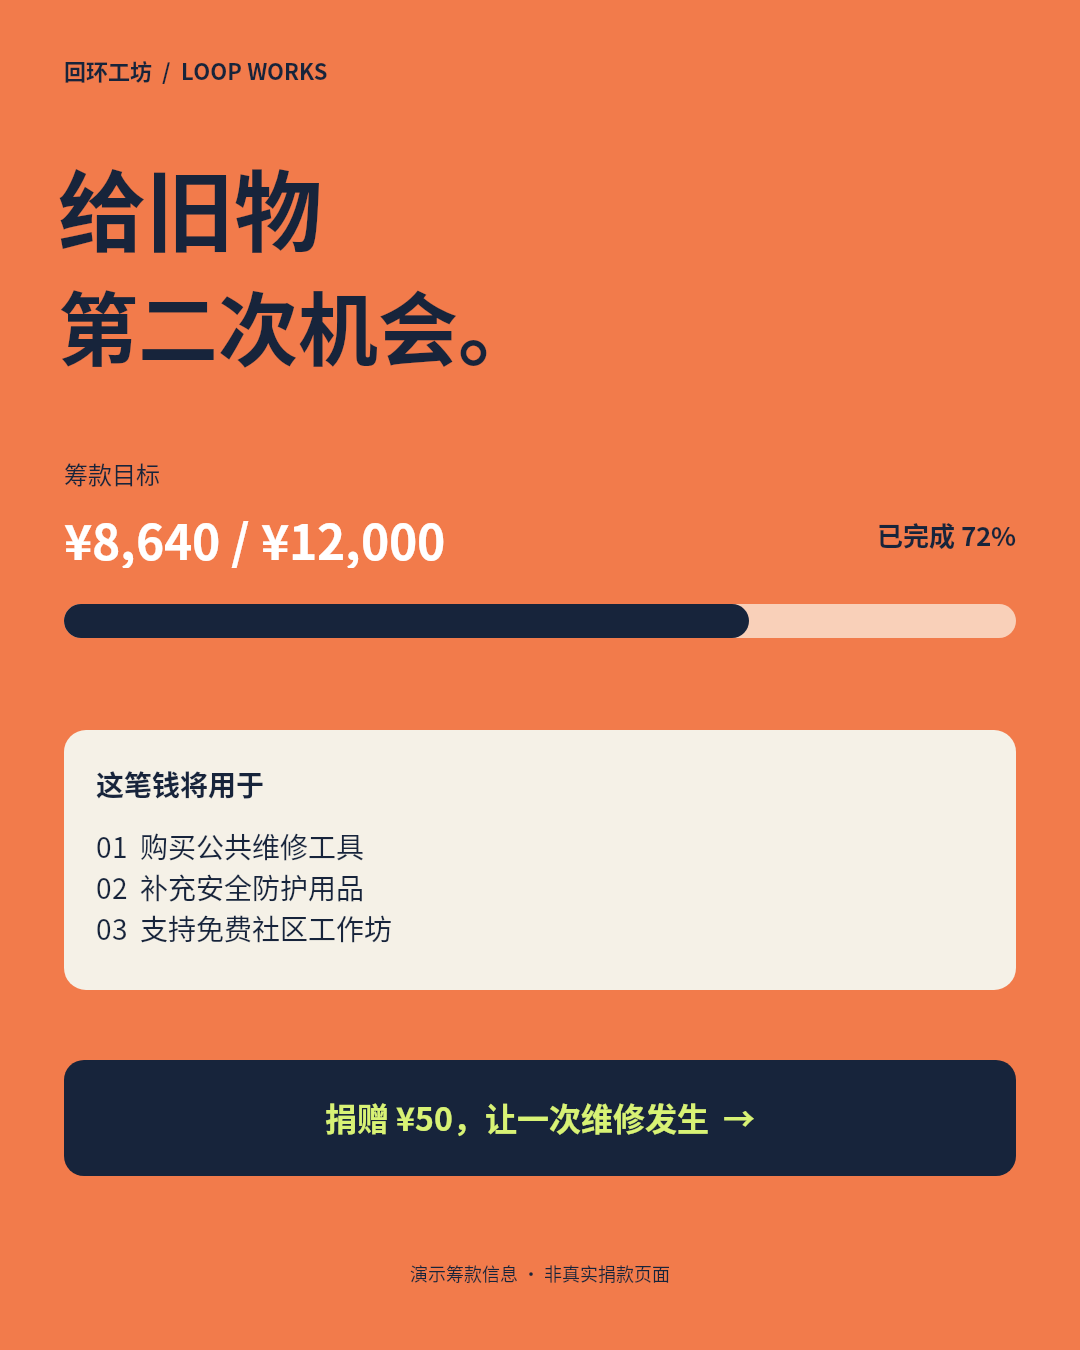 回环工坊 / LOOP WORKS
给旧物
第二次机会。
筹款目标
¥8,640 / ¥12,000
已完成 72%
这笔钱将用于
01 购买公共维修工具
02 补充安全防护用品
03 支持免费社区工作坊
捐赠 ¥50，让一次维修发生 →
演示筹款信息 · 非真实捐款页面